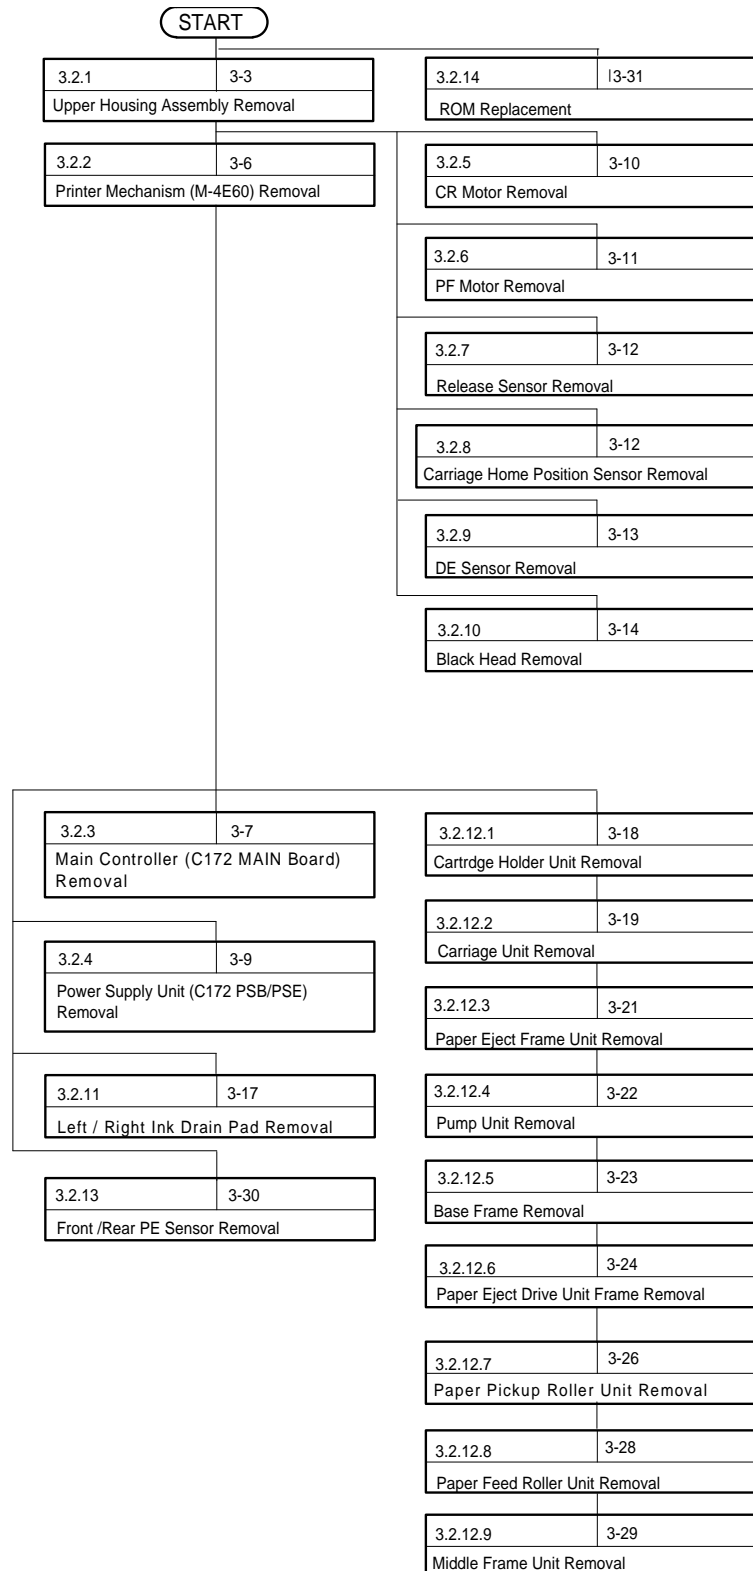 START
3.2.1 3-3
Upper Housing Assembly Removal
3.2.14 3-31
ROM Replacement
3.2.2 3-6
Printer Mechanism (M-4E60) Removal
3.2.5 3-10
CR Motor Removal
3.2.6 3-11
PF Motor Removal
3.2.7 3-12
Release Sensor Removal
3.2.8 3-12
Carriage Home Position Sensor Removal
3.2.9 3-13
DE Sensor Removal
3.2.10 3-14
Black Head Removal
3.2.3 3-7
Main Controller (C172 MAIN Board)
Removal
3.2.4 3-9
Power Supply Unit (C172 PSB/PSE)
Removal
3.2.11 3-17
Left / Right Ink Drain Pad Removal
3.2.13 3-30
Front /Rear PE Sensor Removal
3.2.12.1 3-18
Cartrdge Holder Unit Removal
3.2.12.2 3-19
Carriage Unit Removal
3.2.12.3 3-21
Paper Eject Frame Unit Removal
3.2.12.4 3-22
Pump Unit Removal
3.2.12.5 3-23
Base Frame Removal
3.2.12.6 3-24
Paper Eject Drive Unit Frame Removal
3.2.12.7 3-26
Paper Pickup Roller Unit Removal
3.2.12.8 3-28
Paper Feed Roller Unit Removal
3.2.12.9 3-29
Middle Frame Unit Removal